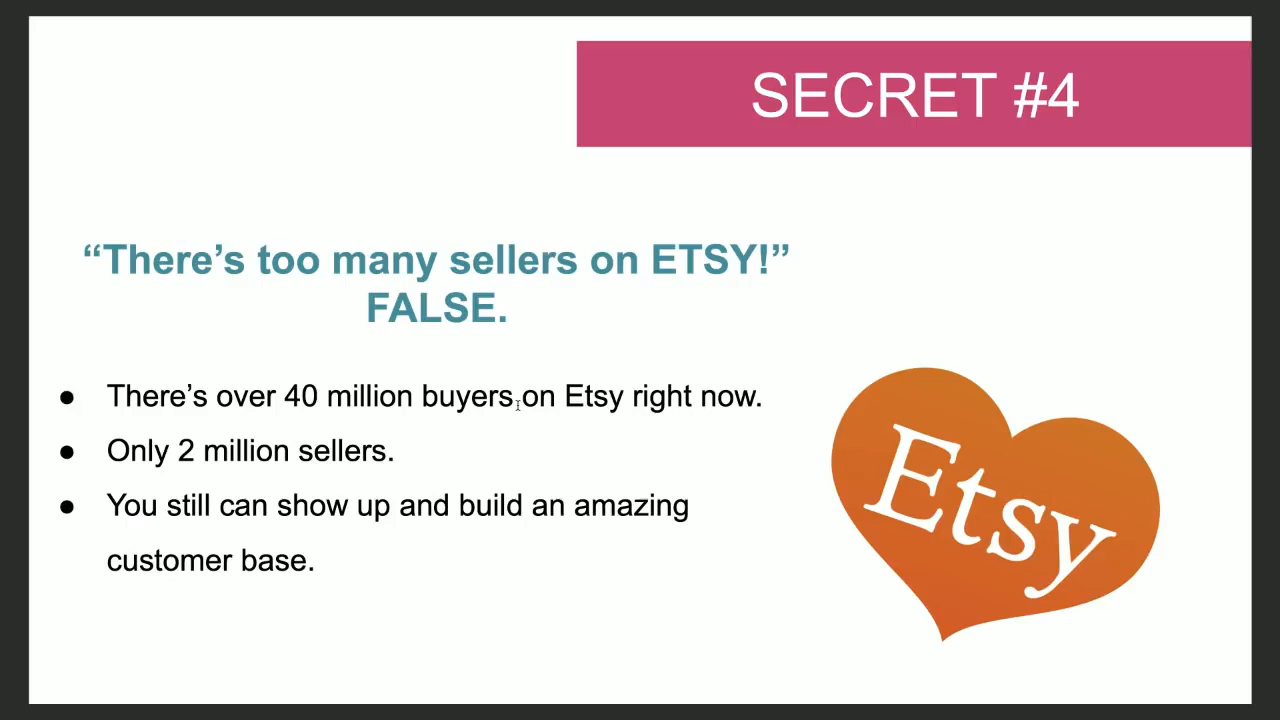 SECRET #4
“There’s too many sellers on ETSY!”
FALSE.
● There’s over 40 million buyers on Etsy right now.
● Only 2 million sellers.
● You still can show up and build an amazing
customer base.
Etsy